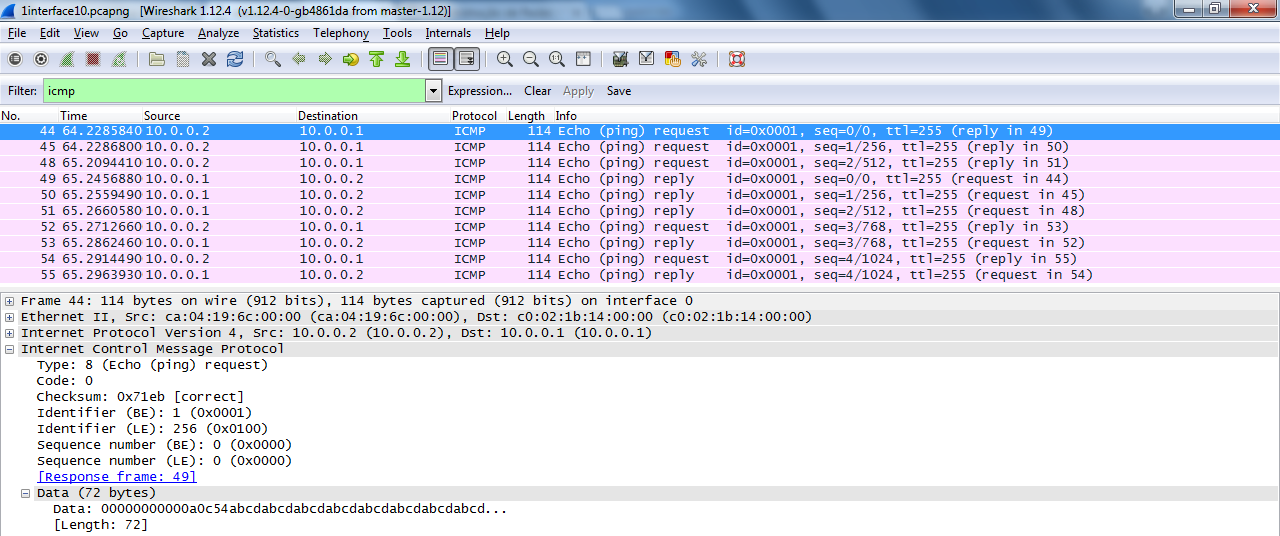 1interface10.pcapng [Wireshark 1.12.4 (v1.12.4-0-gb4861da from master-1.12)]
File Edit View Go Capture Analyze Statistics Telephony Tools Internals Help
Filter: icmp Expression... Clear Apply Save
No. Time Source Destination Protocol Length Info
44 64.2285840 10.0.0.2 10.0.0.1 ICMP 114 Echo (ping) request id=0x0001, seq=0/0, ttl=255 (reply in 49)
45 64.2286800 10.0.0.2 10.0.0.1 ICMP 114 Echo (ping) request id=0x0001, seq=1/256, ttl=255 (reply in 50)
48 65.2094410 10.0.0.2 10.0.0.1 ICMP 114 Echo (ping) request id=0x0001, seq=2/512, ttl=255 (reply in 51)
49 65.2456880 10.0.0.1 10.0.0.2 ICMP 114 Echo (ping) reply id=0x0001, seq=0/0, ttl=255 (request in 44)
50 65.2559490 10.0.0.1 10.0.0.2 ICMP 114 Echo (ping) reply id=0x0001, seq=1/256, ttl=255 (request in 45)
51 65.2660580 10.0.0.1 10.0.0.2 ICMP 114 Echo (ping) reply id=0x0001, seq=2/512, ttl=255 (request in 48)
52 65.2712660 10.0.0.2 10.0.0.1 ICMP 114 Echo (ping) request id=0x0001, seq=3/768, ttl=255 (reply in 53)
53 65.2862460 10.0.0.1 10.0.0.2 ICMP 114 Echo (ping) reply id=0x0001, seq=3/768, ttl=255 (request in 52)
54 65.2914490 10.0.0.2 10.0.0.1 ICMP 114 Echo (ping) request id=0x0001, seq=4/1024, ttl=255 (reply in 55)
55 65.2963930 10.0.0.1 10.0.0.2 ICMP 114 Echo (ping) reply id=0x0001, seq=4/1024, ttl=255 (request in 54)
Frame 44: 114 bytes on wire (912 bits), 114 bytes captured (912 bits) on interface 0
Ethernet II, Src: ca:04:19:6c:00:00 (ca:04:19:6c:00:00), Dst: c0:02:1b:14:00:00 (c0:02:1b:14:00:00)
Internet Protocol Version 4, Src: 10.0.0.2 (10.0.0.2), Dst: 10.0.0.1 (10.0.0.1)
Internet Control Message Protocol
Type: 8 (Echo (ping) request)
Code: 0
Checksum: 0x71eb [correct]
Identifier (BE): 1 (0x0001)
Identifier (LE): 256 (0x0100)
Sequence number (BE): 0 (0x0000)
Sequence number (LE): 0 (0x0000)
[Response frame: 49]
Data (72 bytes)
Data: 00000000000a0c54abcdabcdabcdabcdabcdabcdabcdabcd...
[Length: 72]